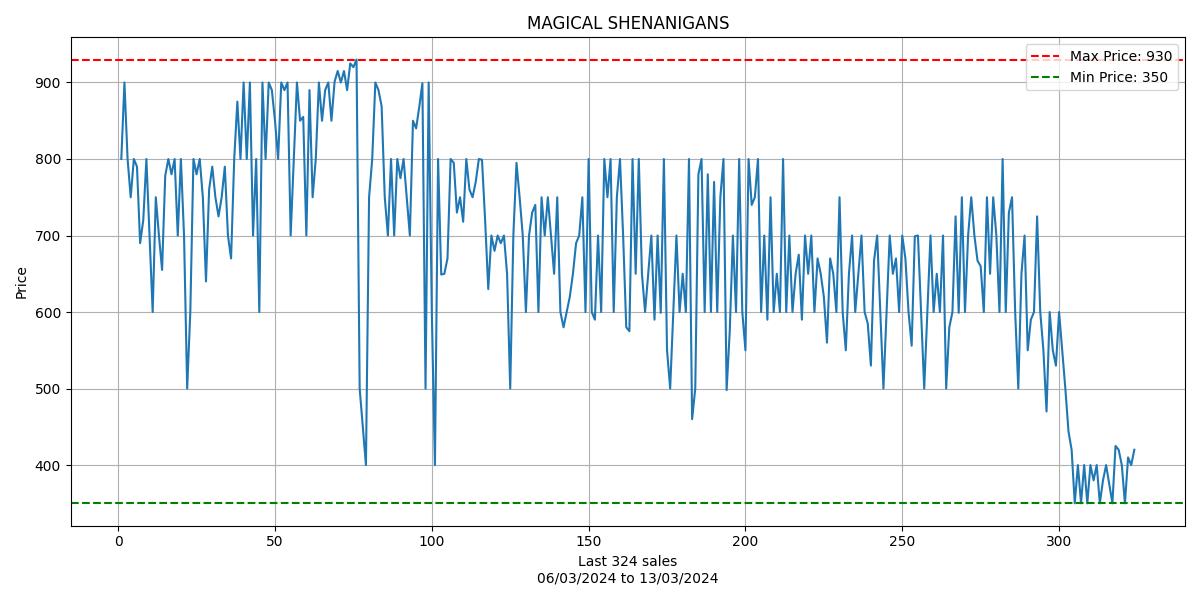 MAGICAL SHENANIGANS
Max Price: 930
Min Price: 350
Price
900
800
700
600
500
400
0 50 100 150 200 250 300
Last 324 sales
06/03/2024 to 13/03/2024